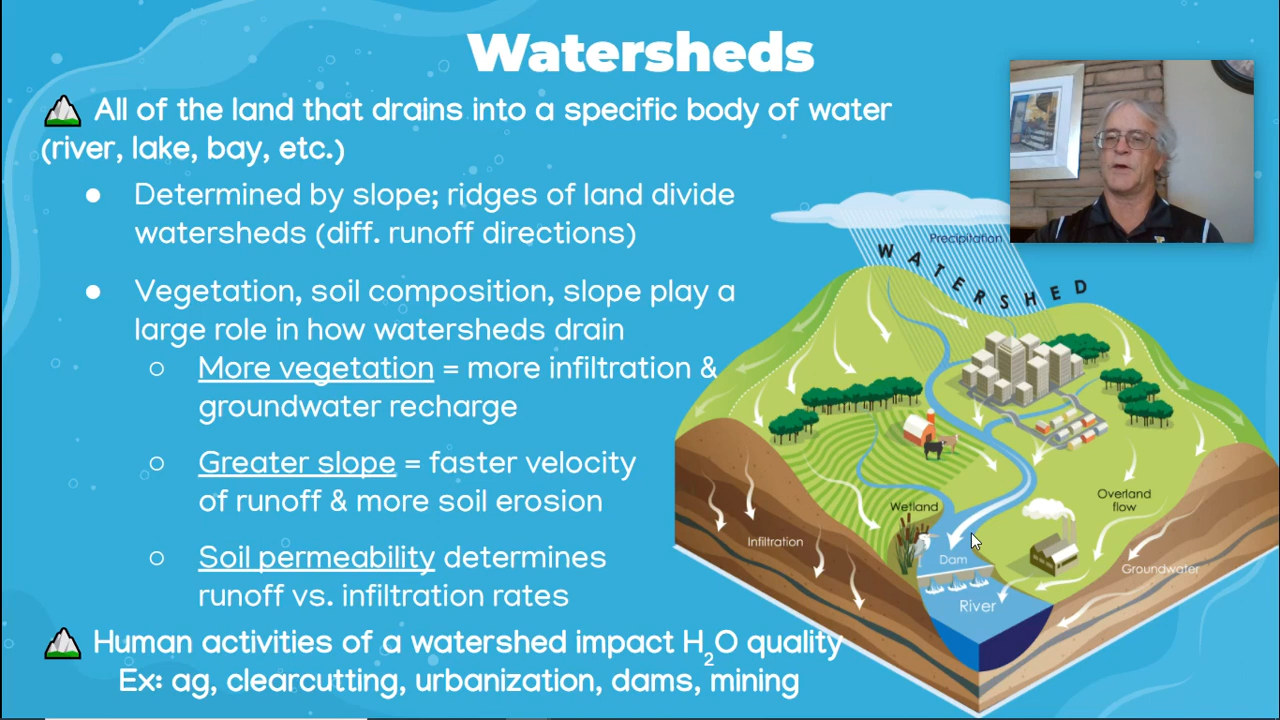 Watersheds
All of the land that drains into a specific body of water
(river, lake, bay, etc.)
● Determined by slope; ridges of land divide
watersheds (diff. runoff directions)
● Vegetation, soil composition, slope play a
large role in how watersheds drain
○ More vegetation = more infiltration &
groundwater recharge
○ Greater slope = faster velocity
of runoff & more soil erosion
○ Soil permeability determines
runoff vs. infiltration rates
Human activities of a watershed impact H₂O quality
Ex: ag, clearcutting, urbanization, dams, mining
Precipitation
WATERSHED
Wetland
Overland
flow
Infiltration
Dam
Groundwater
River